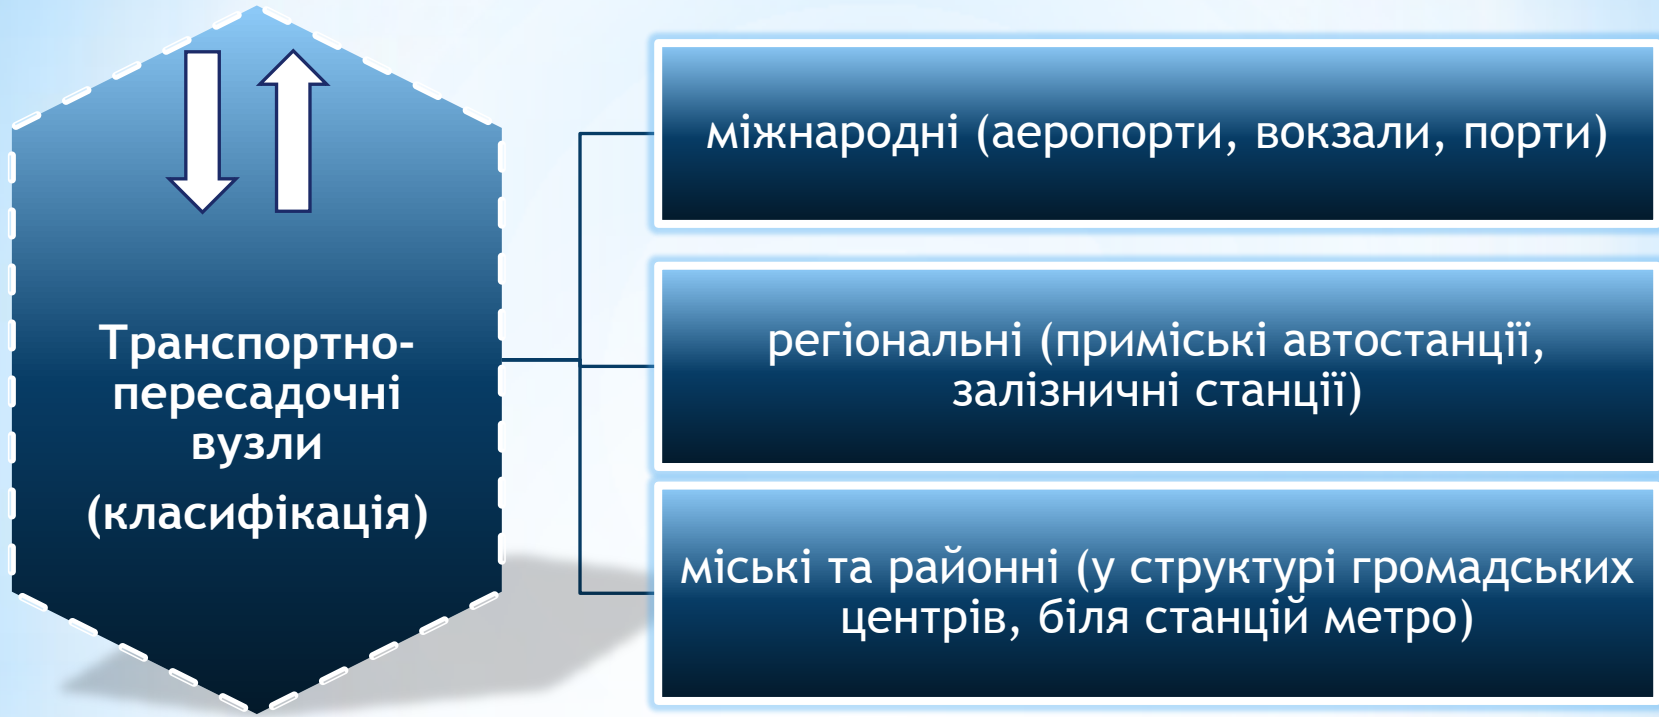 Транспортно-
пересадочні
вузли
(класифікація)
міжнародні (аеропорти, вокзали, порти)
регіональні (приміські автостанції,
залізничні станції)
міські та районні (у структурі громадських
центрів, біля станцій метро)